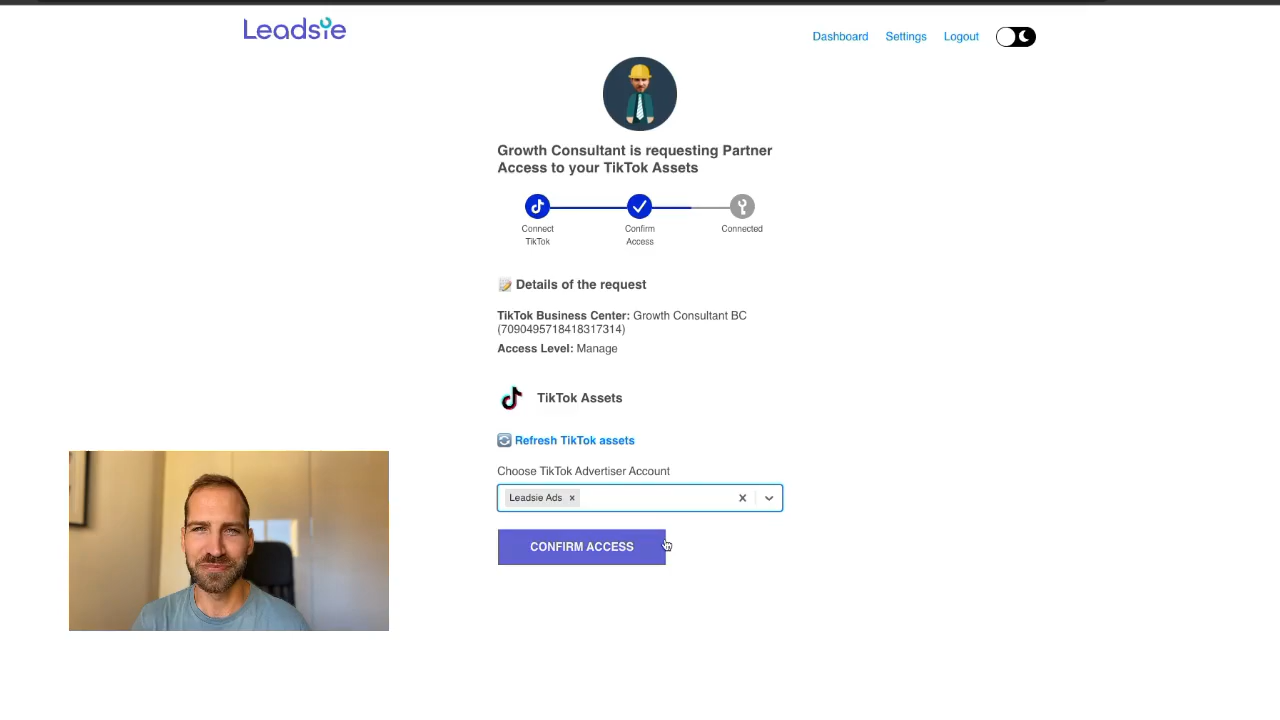 Leadsie
Dashboard
Settings
Logout
Growth Consultant is requesting Partner
Access to your TikTok Assets
Connect
TikTok
Confirm
Access
Connected
Details of the request
TikTok Business Center: Growth Consultant BC
(7090495718418317314)
Access Level: Manage
TikTok Assets
Refresh TikTok assets
Choose TikTok Advertiser Account
Leadsie Ads
CONFIRM ACCESS